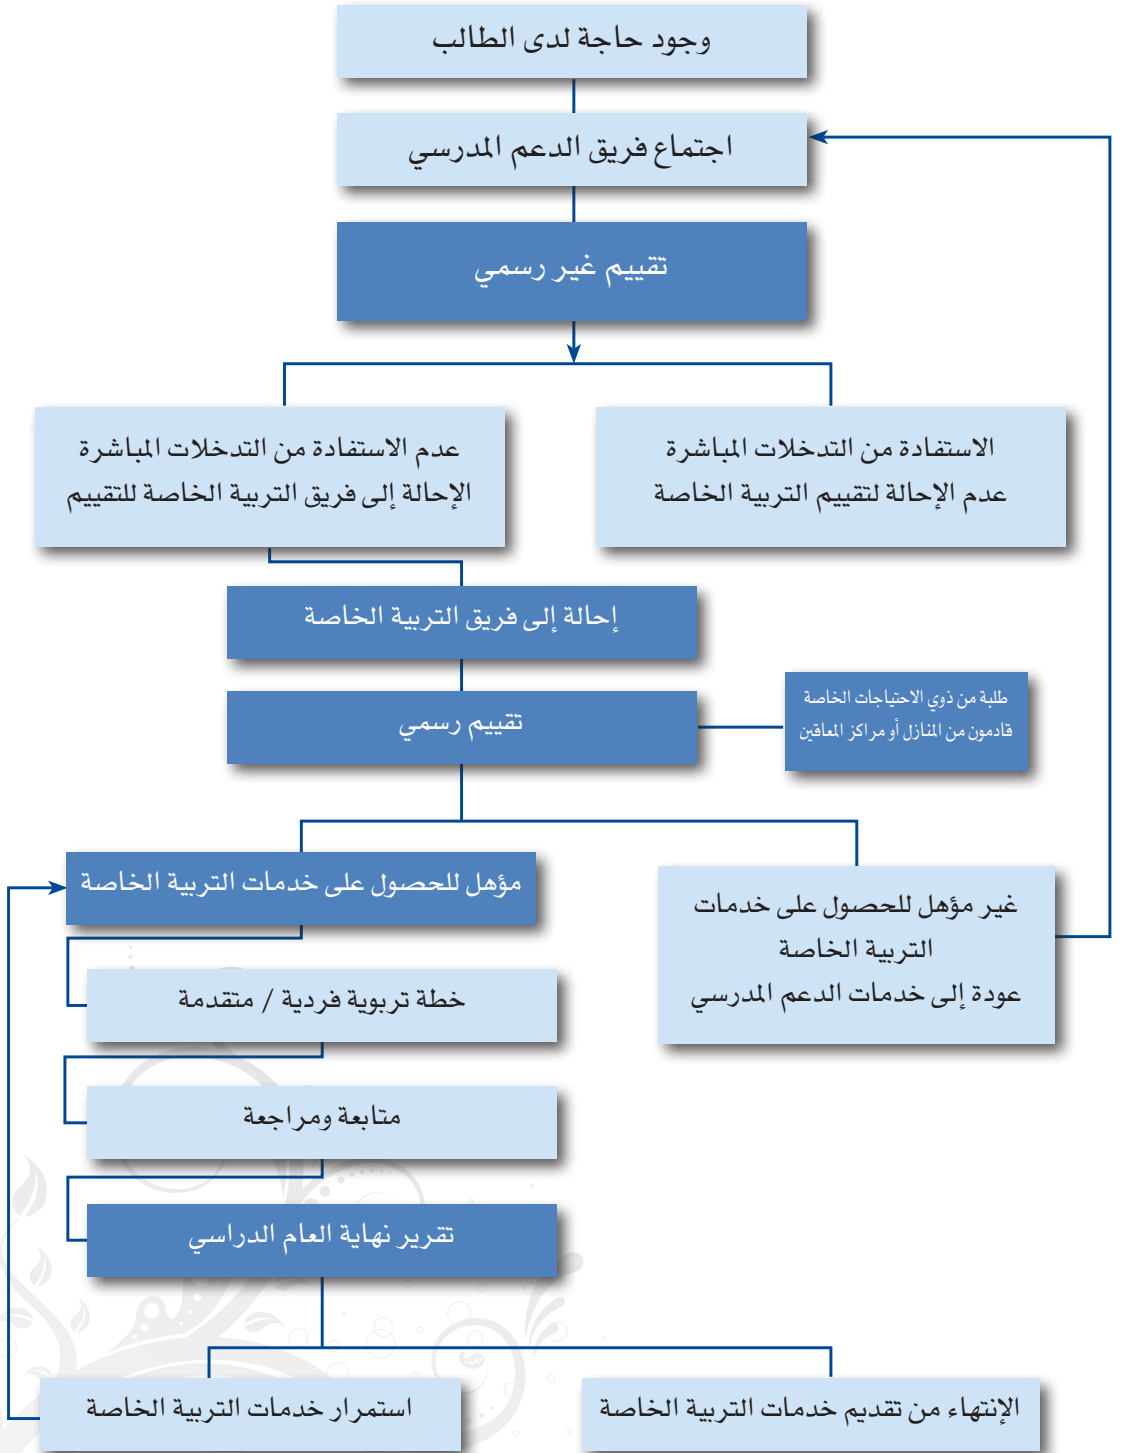 وجود حاجة لدى الطالب
اجتماع فريق الدعم المدرسي
تقييم غير رسمي
الاستفادة من التدخلات المباشرة
عدم الإحالة لتقييم التربية الخاصة
عدم الاستفادة من التدخلات المباشرة
الإحالة إلى فريق التربية الخاصة للتقييم
إحالة إلى فريق التربية الخاصة
طلبة من ذوي الاحتياجات الخاصة
قادمون من المنازل أو مراكز المعاقين
تقييم رسمي
غير مؤهل للحصول على خدمات
التربية الخاصة
عودة إلى خدمات الدعم المدرسي
مؤهل للحصول على خدمات التربية الخاصة
خطة تربوية فردية / متقدمة
متابعة ومراجعة
تقرير نهاية العام الدراسي
الإنتهاء من تقديم خدمات التربية الخاصة
استمرار خدمات التربية الخاصة